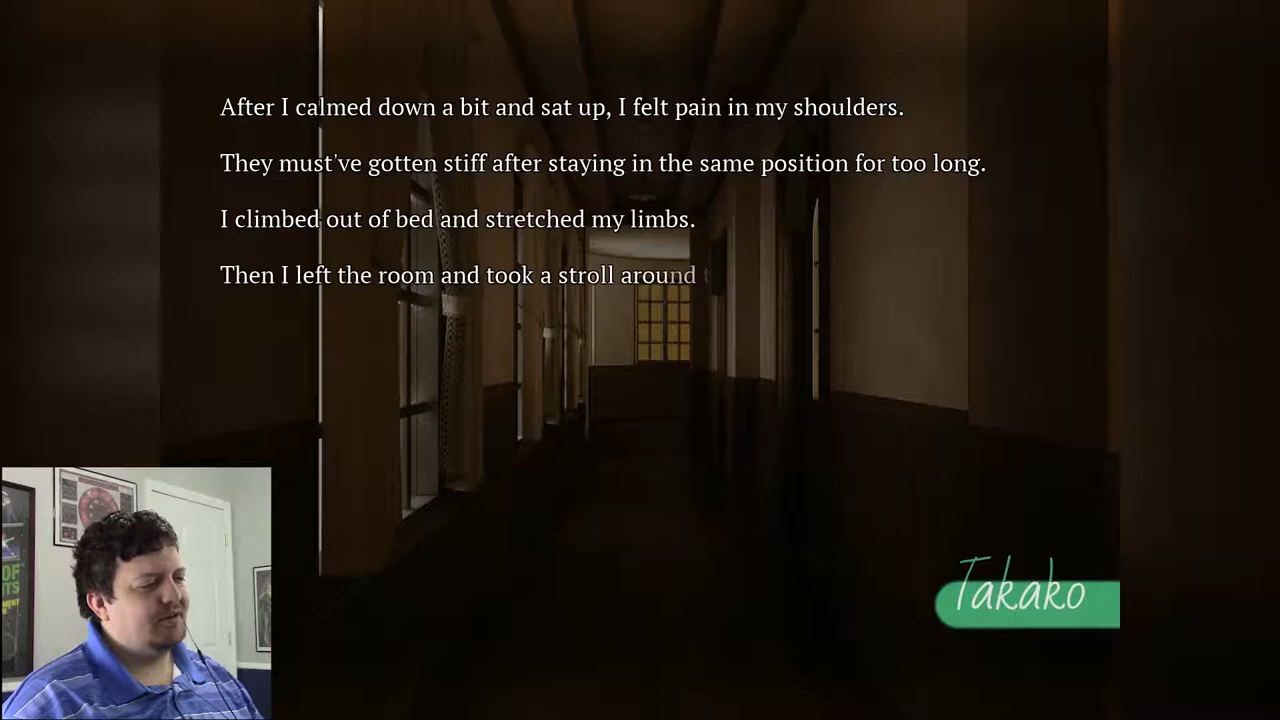 After I calmed down a bit and sat up, I felt pain in my shoulders.
They must've gotten stiff after staying in the same position for too long.
I climbed out of bed and stretched my limbs.
Then I left the room and took a stroll around
Takako
OF